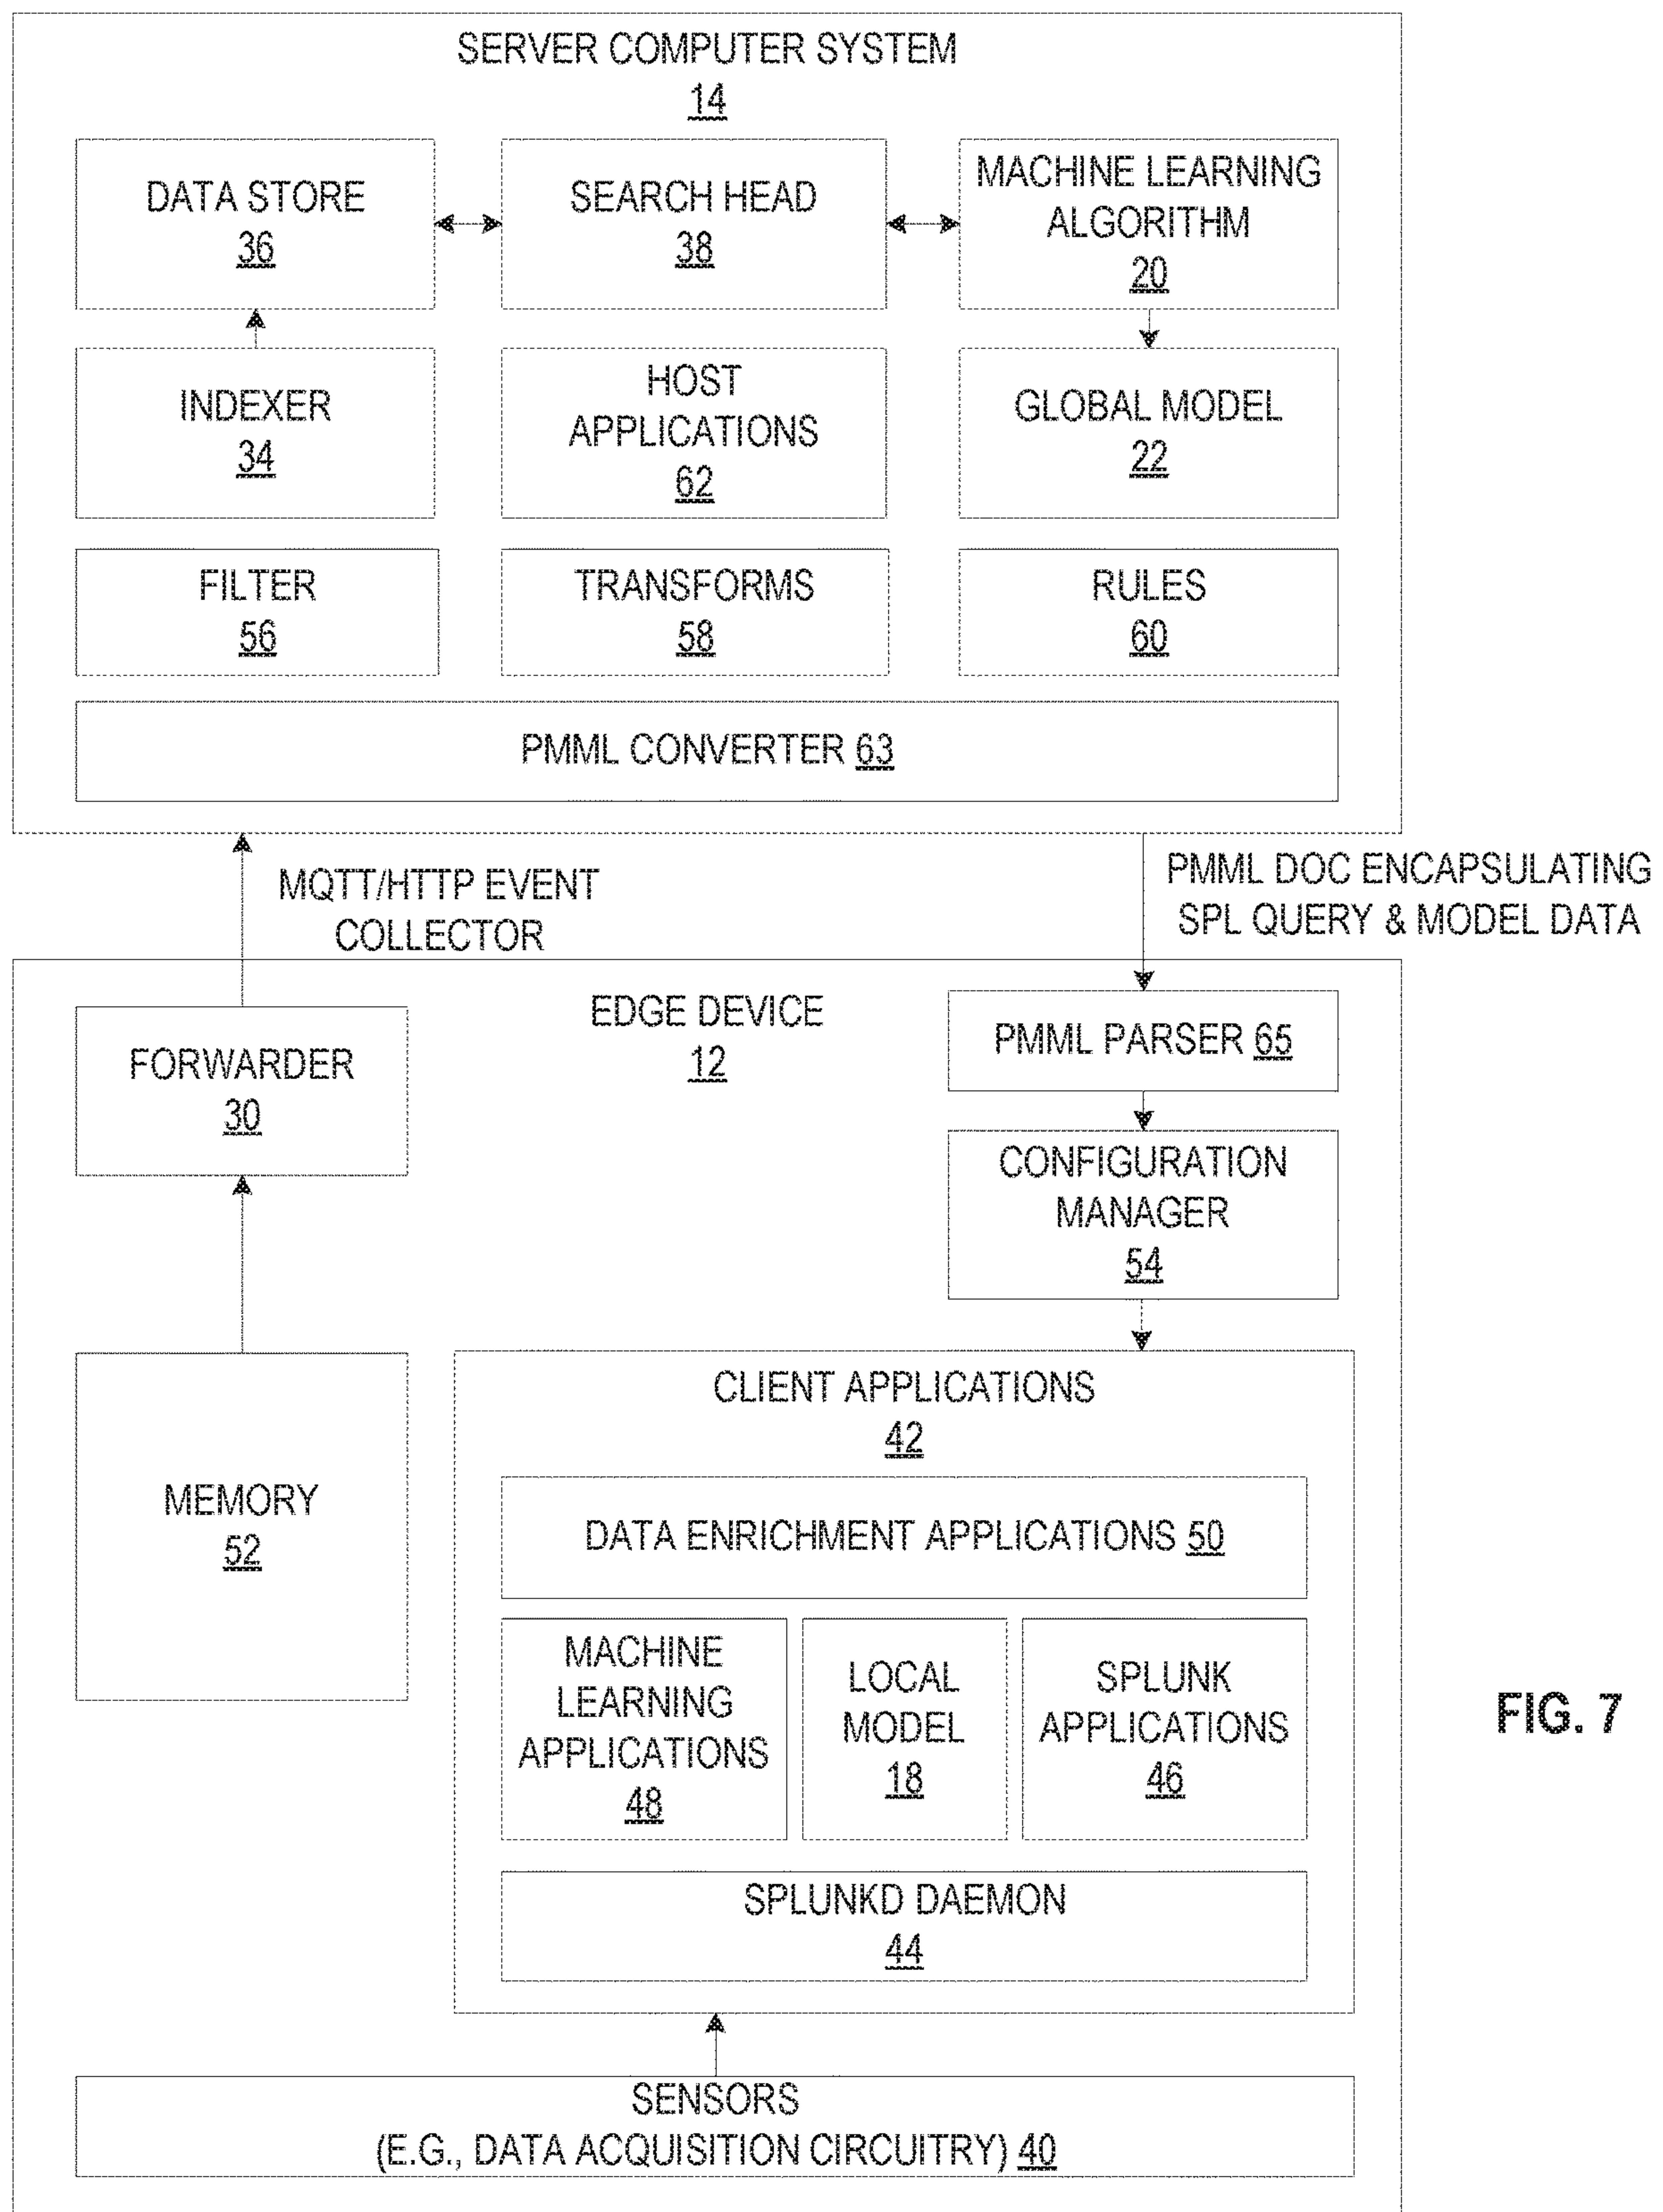 SERVER COMPUTER SYSTEM
14
DATA STORE
36
SEARCH HEAD
38
MACHINE LEARNING
ALGORITHM
20
INDEXER
34
HOST
APPLICATIONS
62
GLOBAL MODEL
22
FILTER
56
TRANSFORMS
58
RULES
60
PMML CONVERTER 63
MQTT/HTTP EVENT
COLLECTOR
PMML DOC ENCAPSULATING
SPL QUERY & MODEL DATA
EDGE DEVICE
12
FORWARDER
30
PMML PARSER 65
CONFIGURATION
MANAGER
54
MEMORY
52
CLIENT APPLICATIONS
42
DATA ENRICHMENT APPLICATIONS 50
MACHINE
LEARNING
APPLICATIONS
48
LOCAL
MODEL
18
SPLUNK
APPLICATIONS
46
SPLUNKD DAEMON
44
SENSORS
(E.G., DATA ACQUISITION CIRCUITRY) 40
FIG. 7